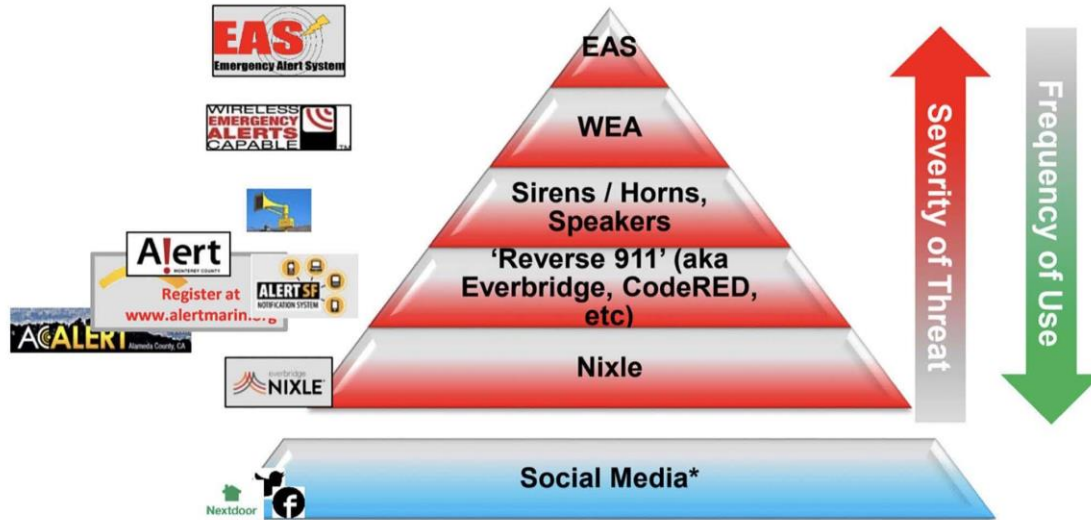 EAS
Emergency Alert System
WIRELESS
EMERGENCY
ALERTS
CAPABLE
TM
A!ert
MONTEREY COUNTY
Register at
www.alertmarin.org
ALERT SF
NOTIFICATION SYSTEM
ACALERT
Alameda County, CA
everbridge
NIXLE
Nextdoor
f
EAS
WEA
Sirens / Horns,
Speakers
‘Reverse 911’ (aka
Everbridge, CodeRED,
etc)
Nixle
Social Media*
Severity of Threat
Frequency of Use